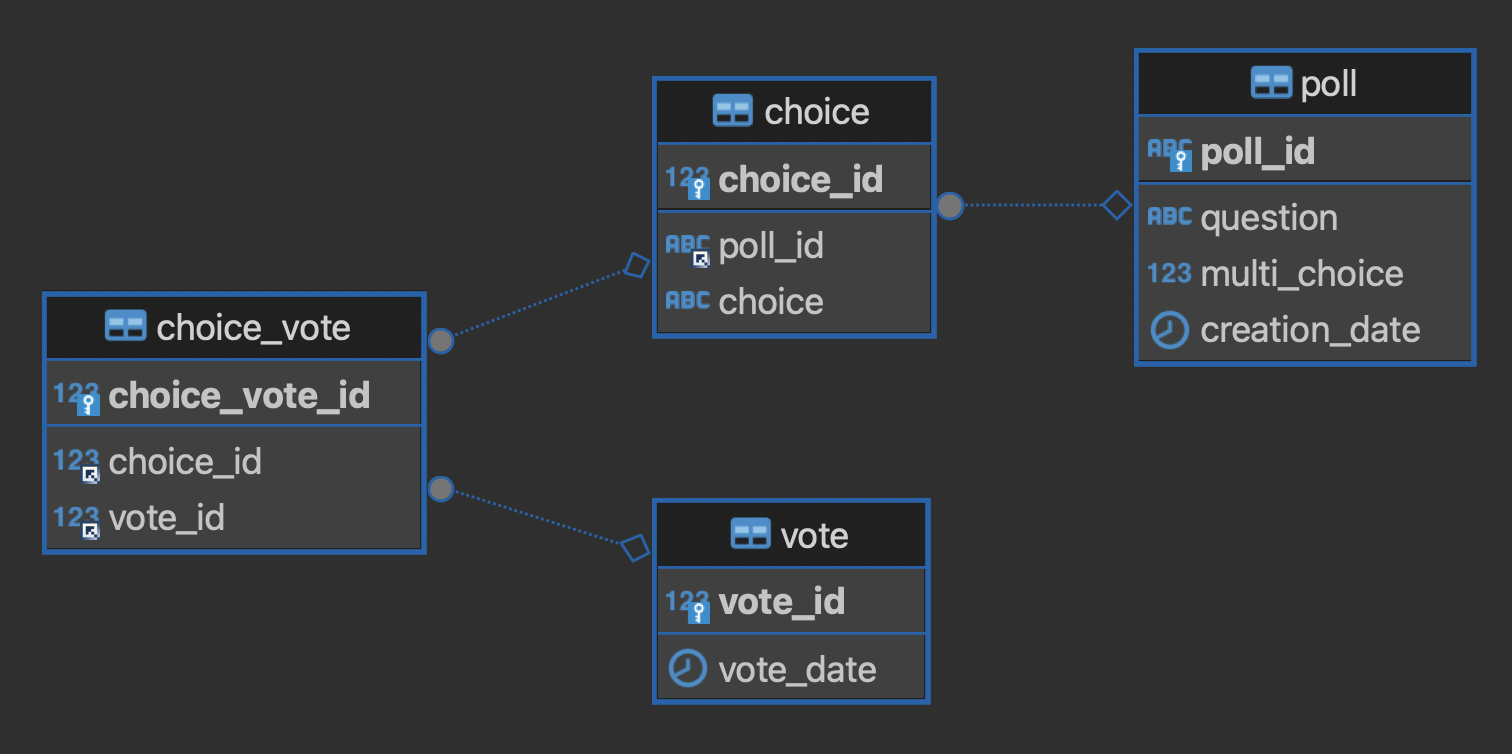 choice
123 choice_id
ABC poll_id
ABC choice
poll
ABC poll_id
ABC question
123 multi_choice
creation_date
choice_vote
123 choice_vote_id
123 choice_id
123 vote_id
vote
123 vote_id
vote_date